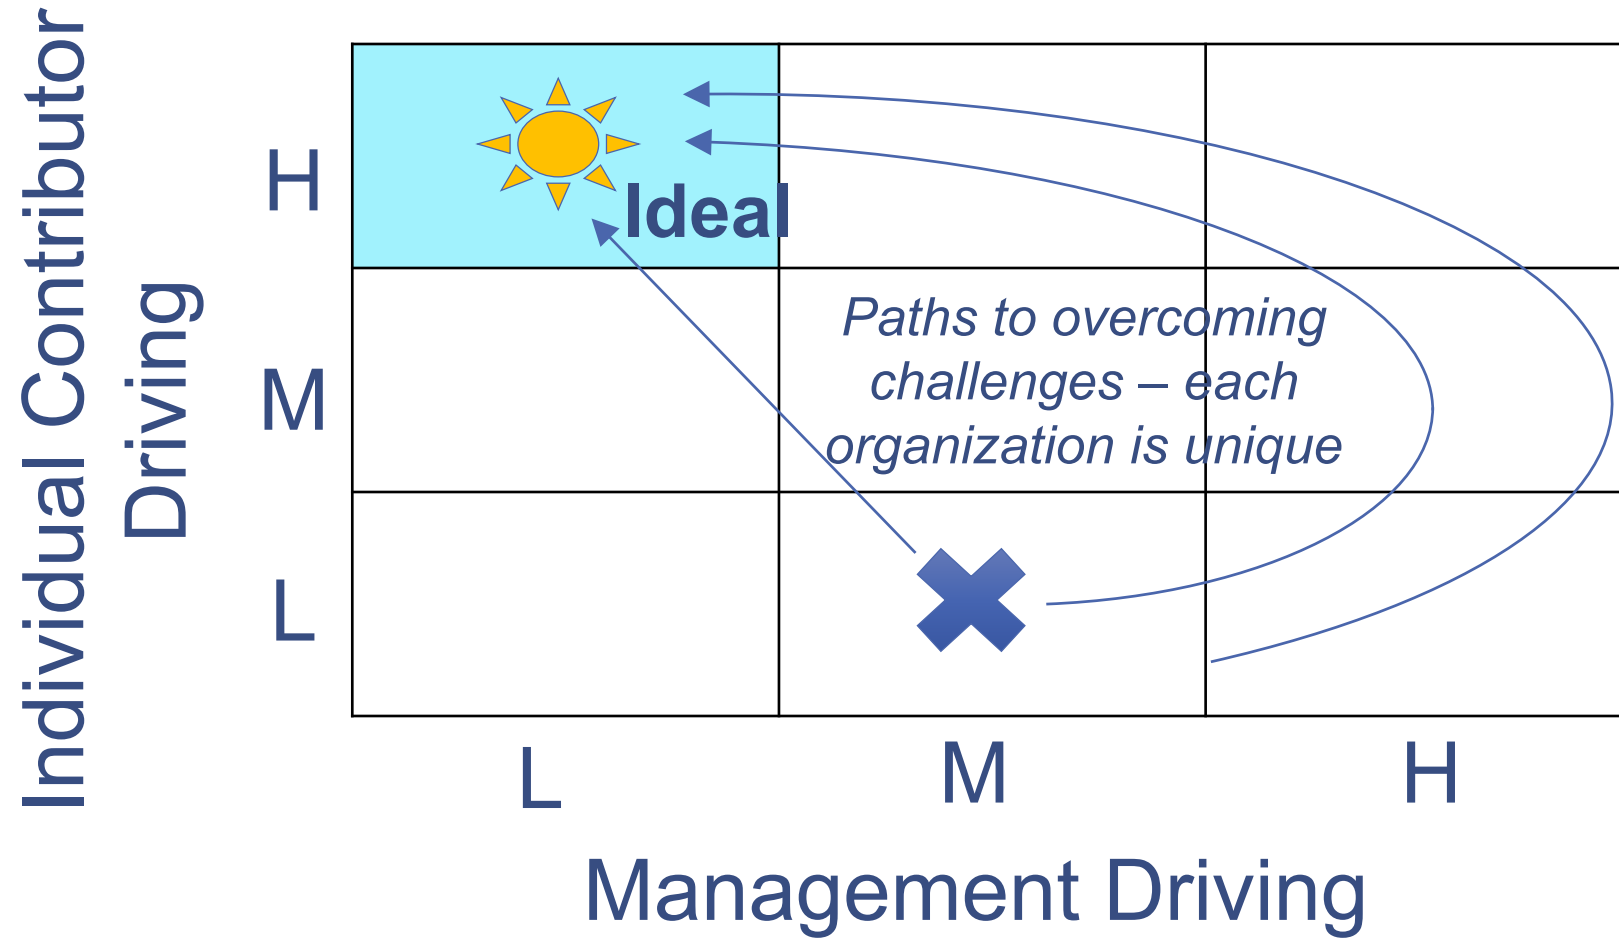 Individual Contributor
Driving
H
M
L
Ideal
Paths to overcoming
challenges – each
organization is unique
L
M
H
Management Driving